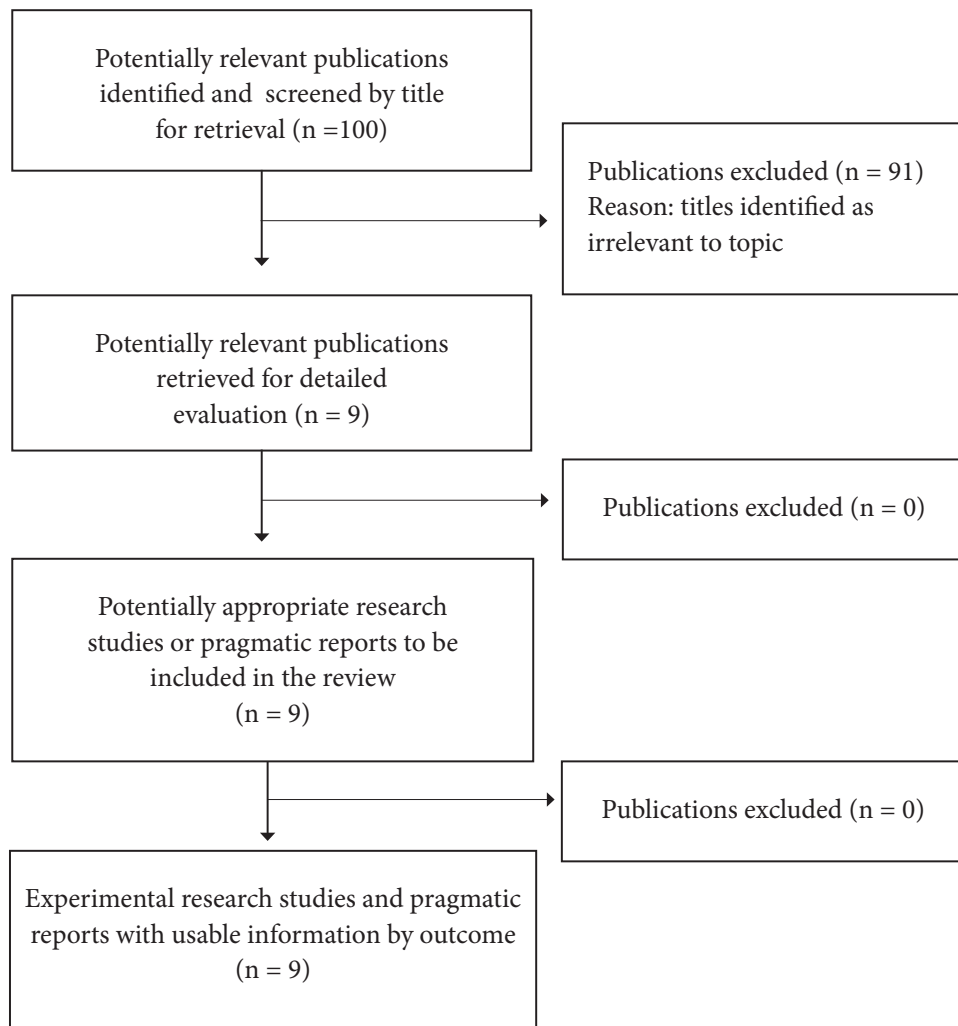 Potentially relevant publications
identified and screened by title
for retrieval (n =100)
Publications excluded (n = 91)
Reason: titles identified as
irrelevant to topic
Potentially relevant publications
retrieved for detailed
evaluation (n = 9)
Publications excluded (n = 0)
Potentially appropriate research
studies or pragmatic reports to be
included in the review
(n = 9)
Publications excluded (n = 0)
Experimental research studies and pragmatic
reports with usable information by outcome
(n = 9)